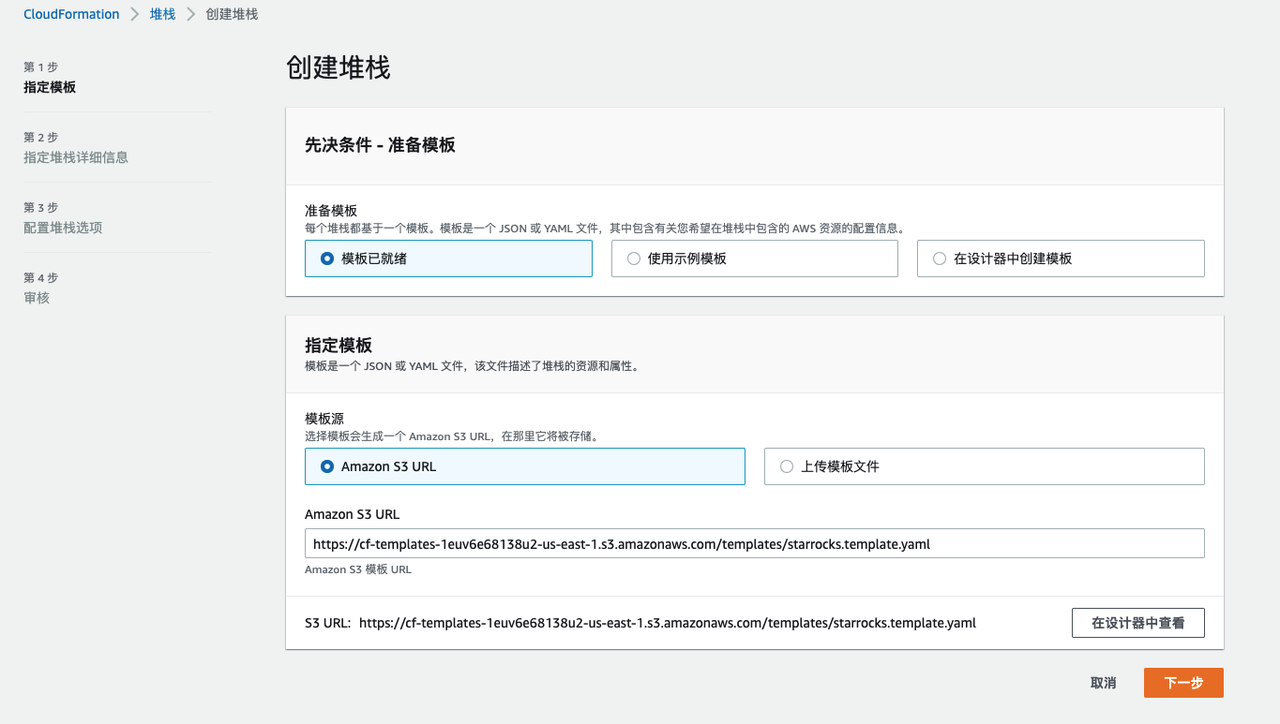 CloudFormation > 堆栈 > 创建堆栈
第 1 步
指定模板
第 2 步
指定堆栈详细信息
第 3 步
配置堆栈选项
第 4 步
审核
创建堆栈
先决条件 - 准备模板
准备模板
每个堆栈都基于一个模板。模板是一个 JSON 或 YAML 文件，其中包含有关您希望在堆栈中包含的 AWS 资源的配置信息。
模板已就绪 使用示例模板 在设计器中创建模板
指定模板
模板是一个 JSON 或 YAML 文件，该文件描述了堆栈的资源和属性。
模板源
选择模板会生成一个 Amazon S3 URL，在那里它将被存储。
Amazon S3 URL 上传模板文件
Amazon S3 URL
https://cf-templates-1euv6e68138u2-us-east-1.s3.amazonaws.com/templates/starrocks.template.yaml
Amazon S3 模板 URL
S3 URL: https://cf-templates-1euv6e68138u2-us-east-1.s3.amazonaws.com/templates/starrocks.template.yaml 在设计器中查看
取消 下一步